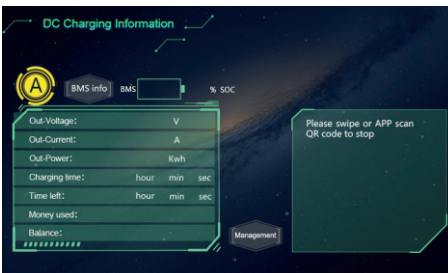 DC Charging Information
A
BMS info
BMS
% SOC
Out-Voltage: V
Out-Current: A
Out-Power: Kwh
Charging time: hour min sec
Time left: hour min sec
Money used:
Balance:
Please swipe or APP scan
QR code to stop
Management